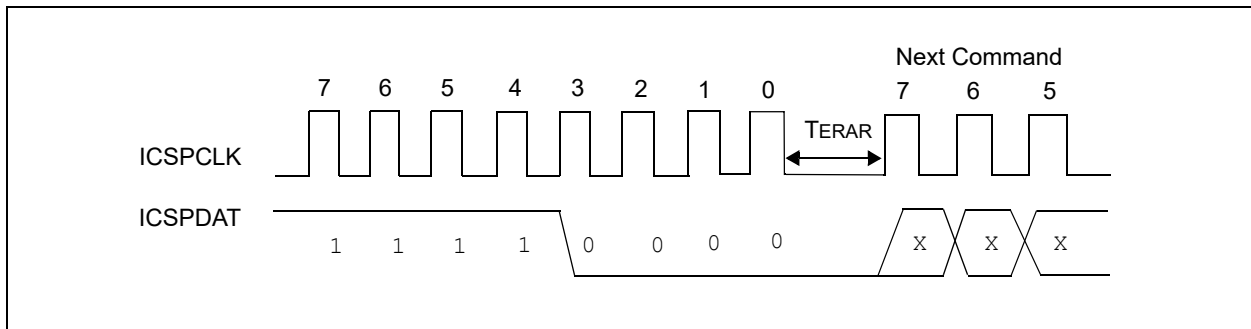 Next Command
7 6 5 4 3 2 1 0 7 6 5
TERAR
ICSPCLK
ICSPDAT
1 1 1 1 0 0 0 0 X X X